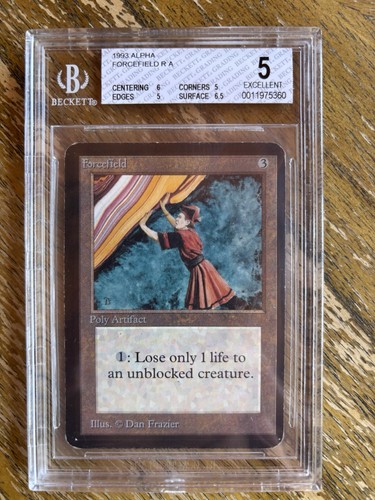 1993 ALPHA
FORCEFIELD R A
CENTERING 6 CORNERS 5
EDGES 5 SURFACE 6.5
5
EXCELLENT
0011975360
B
BECKETT
Forcefield 3
Poly Artifact
1: Lose only 1 life to
an unblocked creature.
Illus. © Dan Frazier